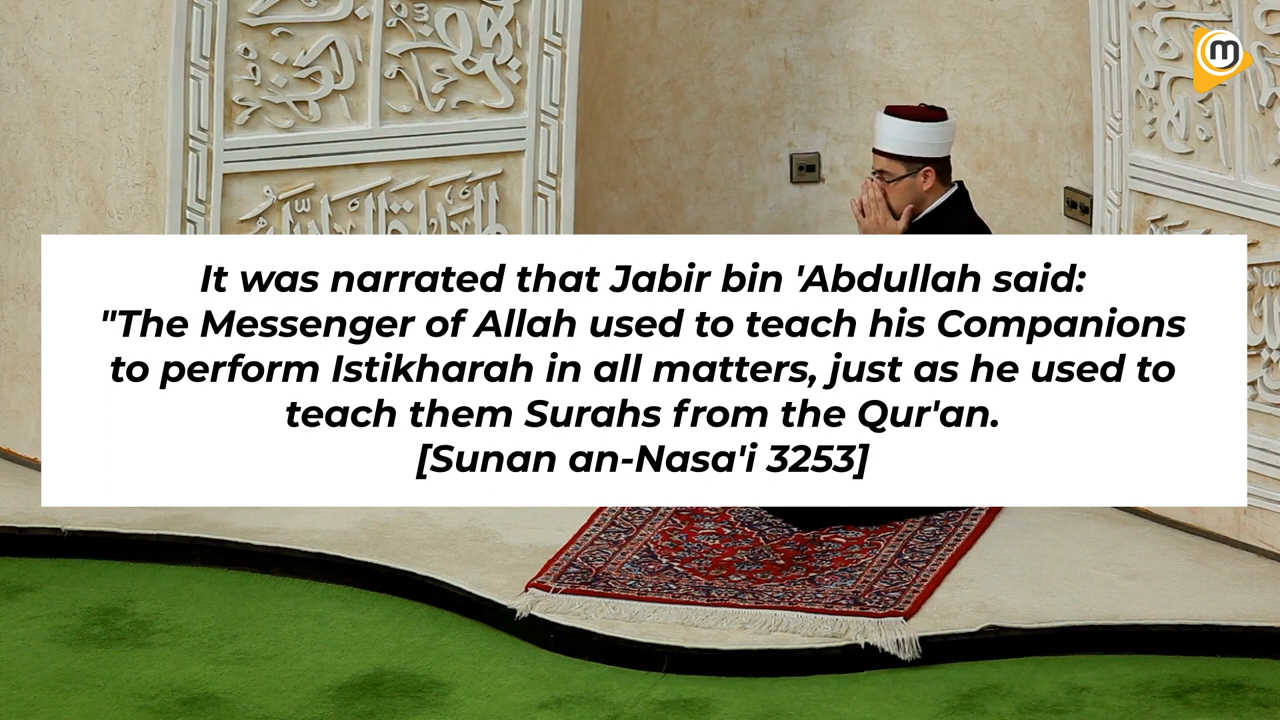 m
It was narrated that Jabir bin 'Abdullah said:
"The Messenger of Allah used to teach his Companions
to perform Istikharah in all matters, just as he used to
teach them Surahs from the Qur'an.
[Sunan an-Nasa'i 3253]